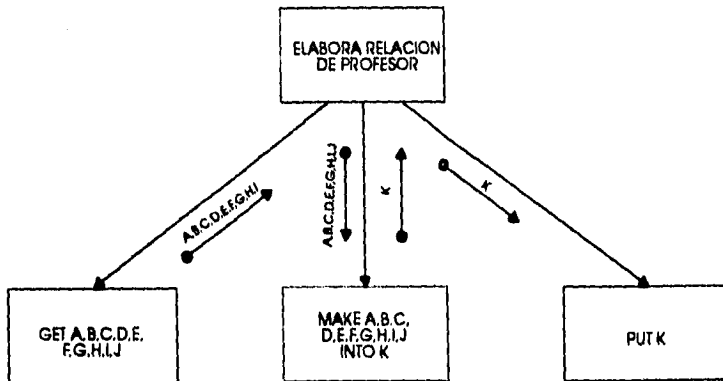 ELABORA RELACION
DE PROFESOR
A,B,C,D,E,F,G,H,I
A,B,C,D,E,F,G,H,I,J
K
K
GET A,B,C,D,E,
F,G,H,I,J
MAKE A,B,C,
D,E,F,G,H,I,J
INTO K
PUT K